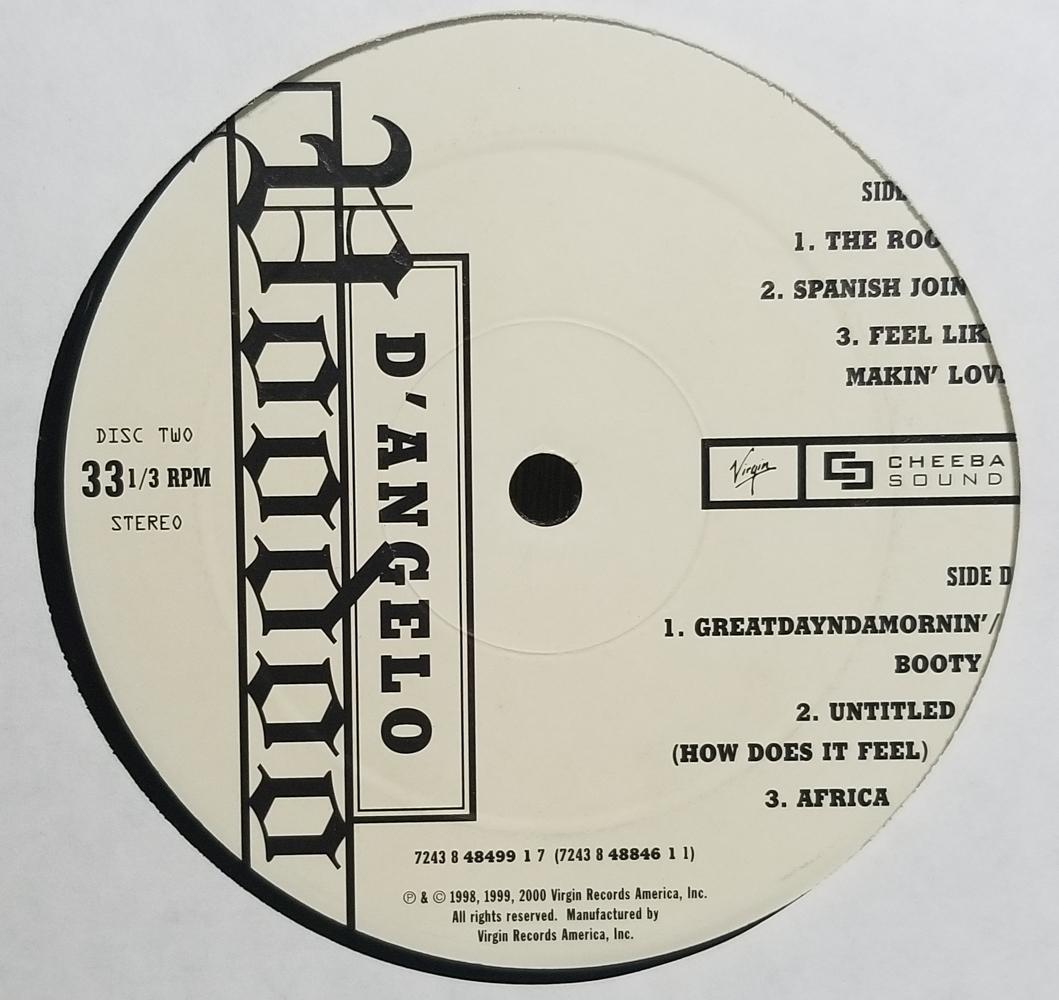 Voodoo
D'ANGELO
DISC TWO
33 1/3 RPM
STEREO
SIDE
1. THE ROO
2. SPANISH JOIN
3. FEEL LIK
MAKIN' LOV
Virgin
CHEEBA
SOUND
SIDE D
1. GREATDAYNDAMORNIN'/
BOOTY
2. UNTITLED
(HOW DOES IT FEEL)
3. AFRICA
7243 8 48499 1 7 (7243 8 48846 1 1)
℗ & © 1998, 1999, 2000 Virgin Records America, Inc.
All rights reserved. Manufactured by
Virgin Records America, Inc.